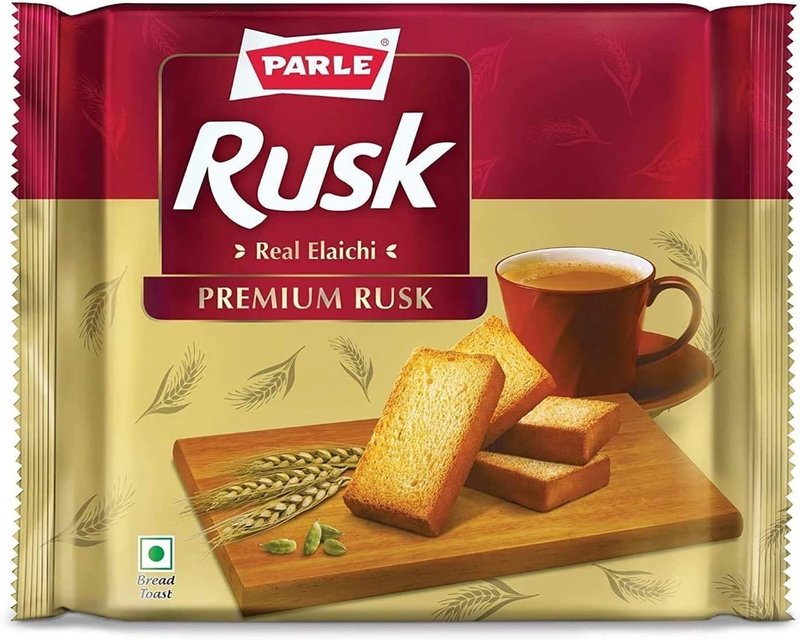 PARLE ®
Rusk
Real Elaichi
PREMIUM RUSK
Bread
Toast